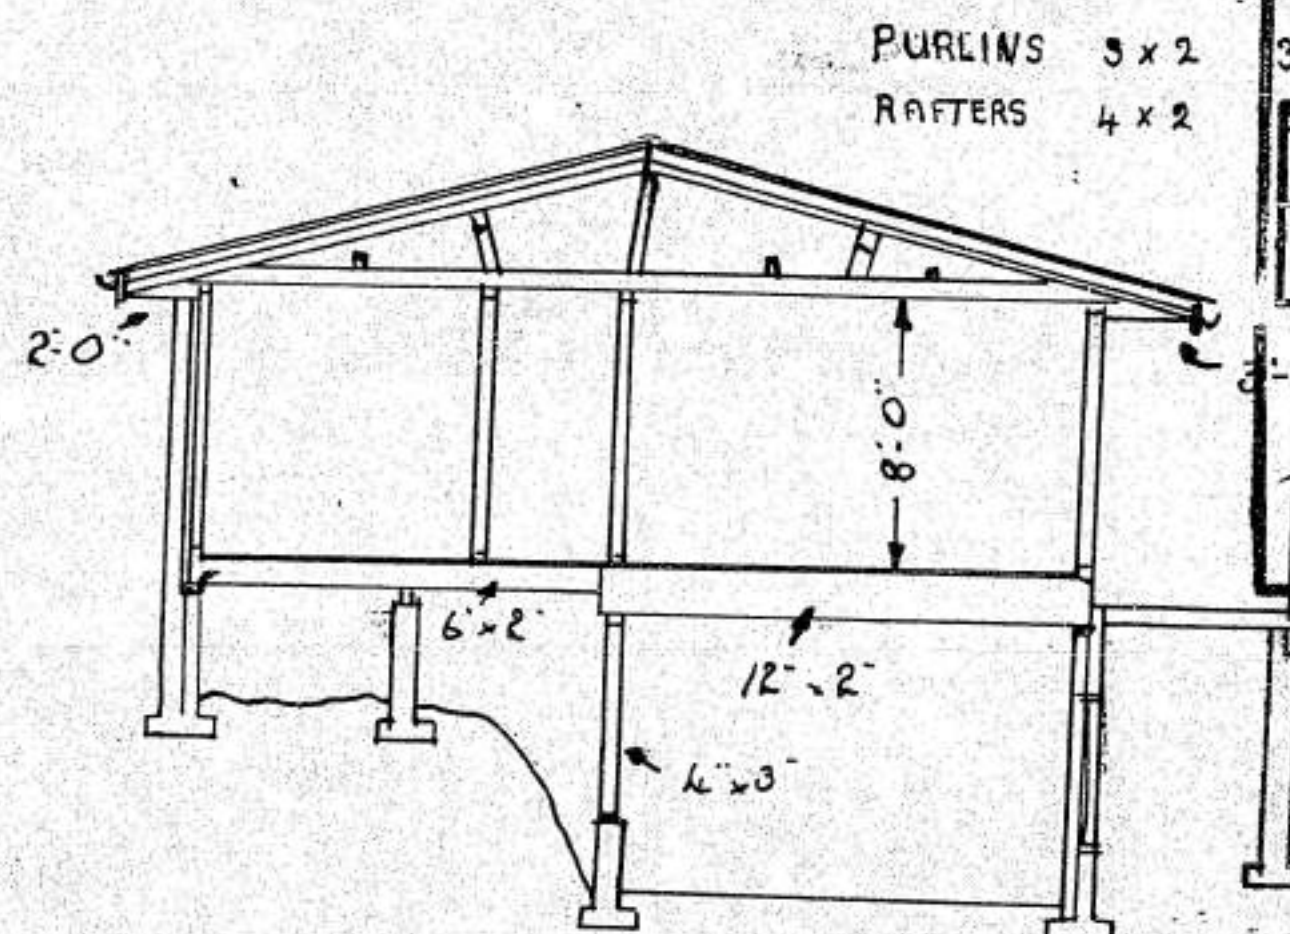 PURLINS 3 x 2
RAFTERS 4 x 2
2'-0"
8'-0"
6" x 2"
12" x 2"
4" x 3"